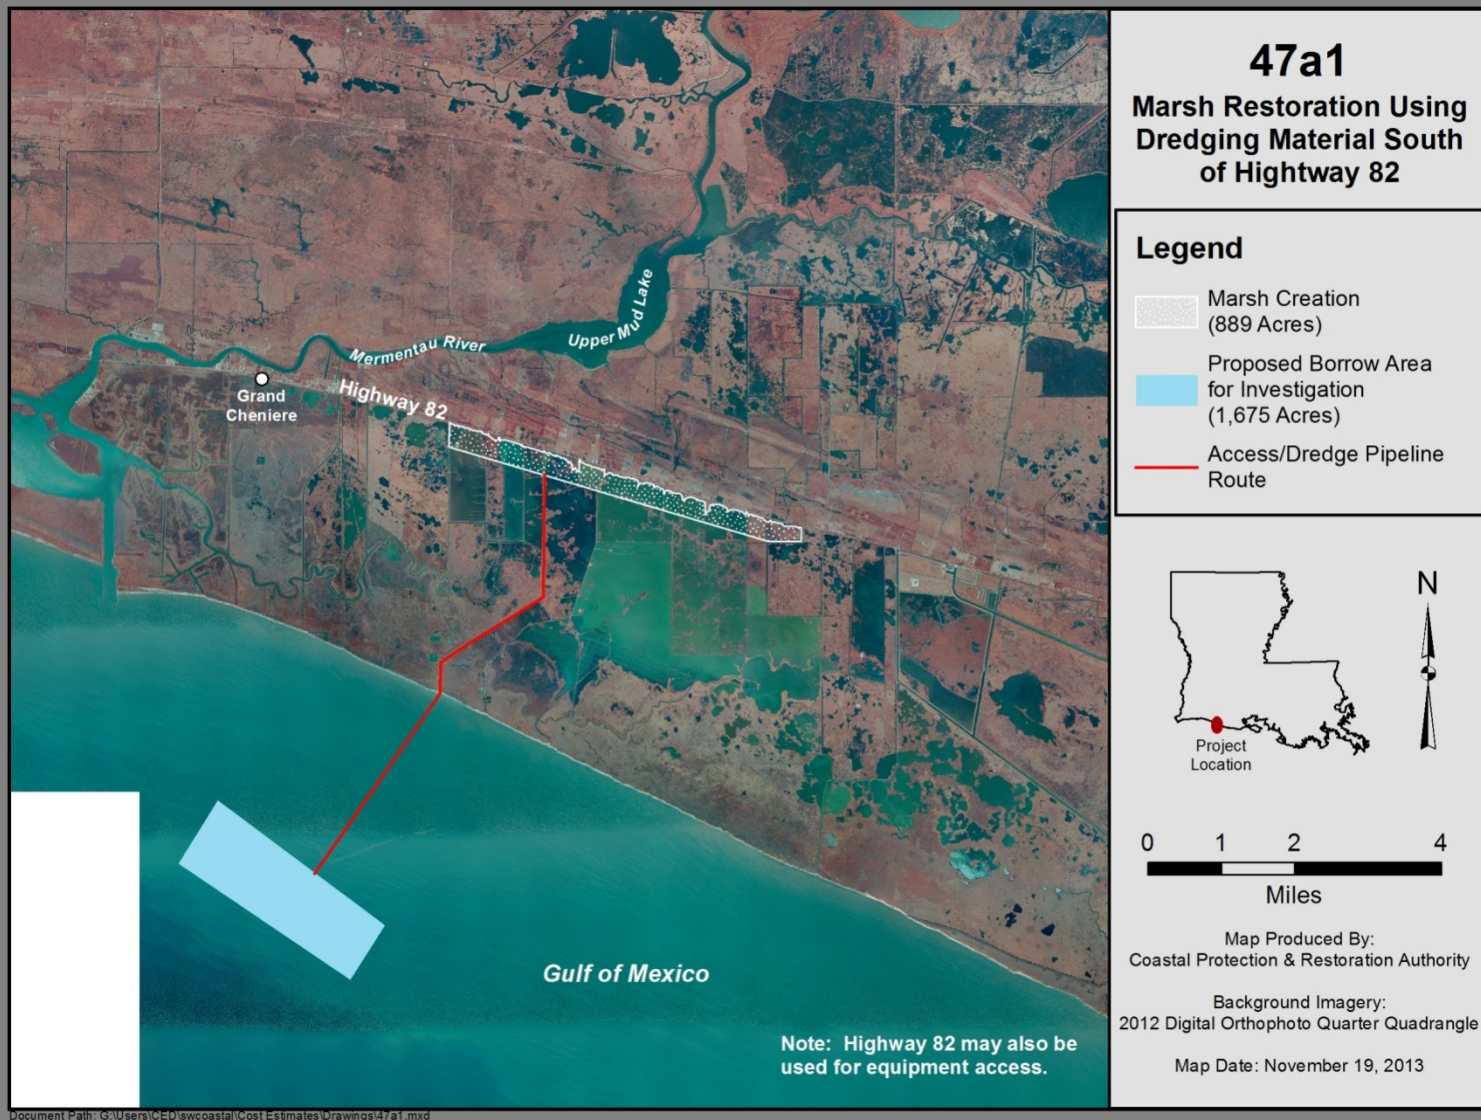 47a1
Marsh Restoration Using
Dredging Material South
of Hightway 82
Legend
Marsh Creation
(889 Acres)
Proposed Borrow Area
for Investigation
(1,675 Acres)
Access/Dredge Pipeline
Route
N
Project
Location
0 1 2 4
Miles
Map Produced By:
Coastal Protection & Restoration Authority
Background Imagery:
2012 Digital Orthophoto Quarter Quadrangle
Map Date: November 19, 2013
Upper Mud Lake
Mermentau River
Highway 82
Grand
Cheniere
Gulf of Mexico
Note: Highway 82 may also be
used for equipment access.
Document Path: G:\Users\CED\swcoastal\Cost Estimates\Drawings\47a1.mxd